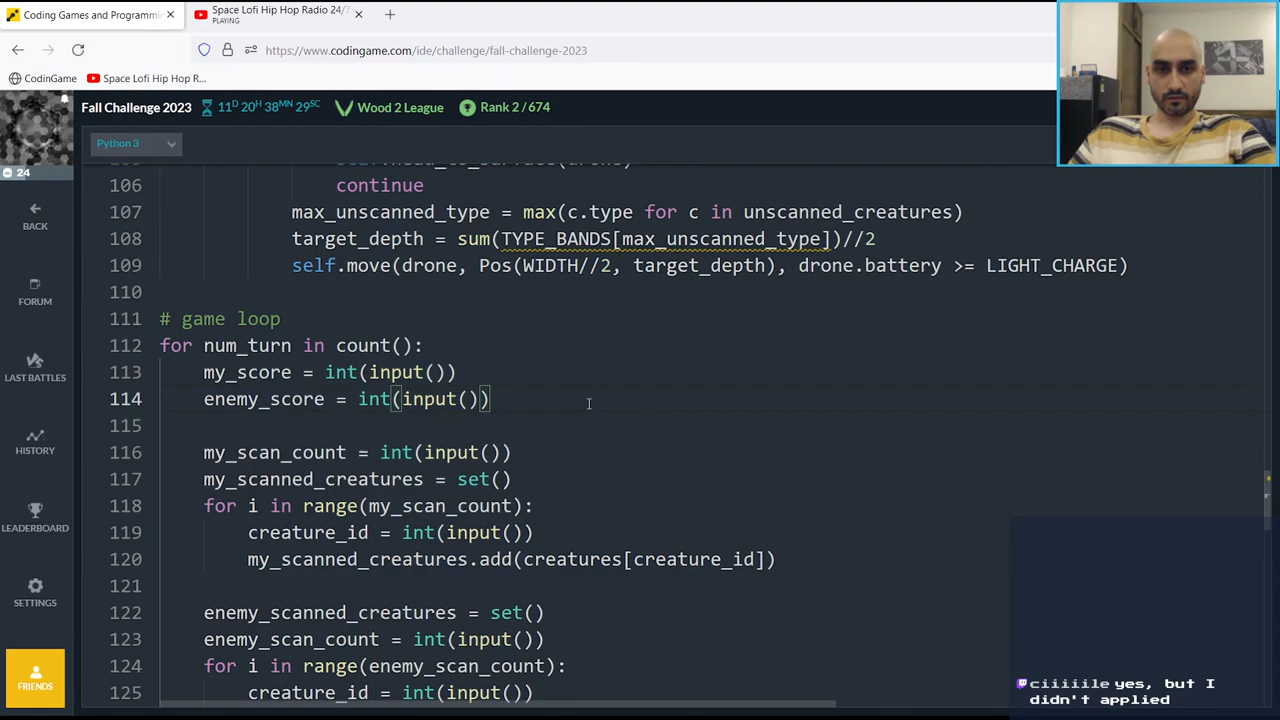 Coding Games and Programmi
Space Lofi Hip Hop Radio 24/7
PLAYING
https://www.codingame.com/ide/challenge/fall-challenge-2023
CodinGame
Space Lofi Hip Hop R...
Fall Challenge 2023
11D 20H 38MN 29SC
Wood 2 League
Rank 2 / 674
Python 3
24
BACK
FORUM
LAST BATTLES
HISTORY
LEADERBOARD
SETTINGS
FRIENDS
106 continue
107 max_unscanned_type = max(c.type for c in unscanned_creatures)
108 target_depth = sum(TYPE_BANDS[max_unscanned_type])//2
109 self.move(drone, Pos(WIDTH//2, target_depth), drone.battery >= LIGHT_CHARGE)
110
111 # game loop
112 for num_turn in count():
113 my_score = int(input())
114 enemy_score = int(input())
115
116 my_scan_count = int(input())
117 my_scanned_creatures = set()
118 for i in range(my_scan_count):
119 creature_id = int(input())
120 my_scanned_creatures.add(creatures[creature_id])
121
122 enemy_scanned_creatures = set()
123 enemy_scan_count = int(input())
124 for i in range(enemy_scan_count):
125 creature_id = int(input())
ciiiiile yes, but I
didn't applied